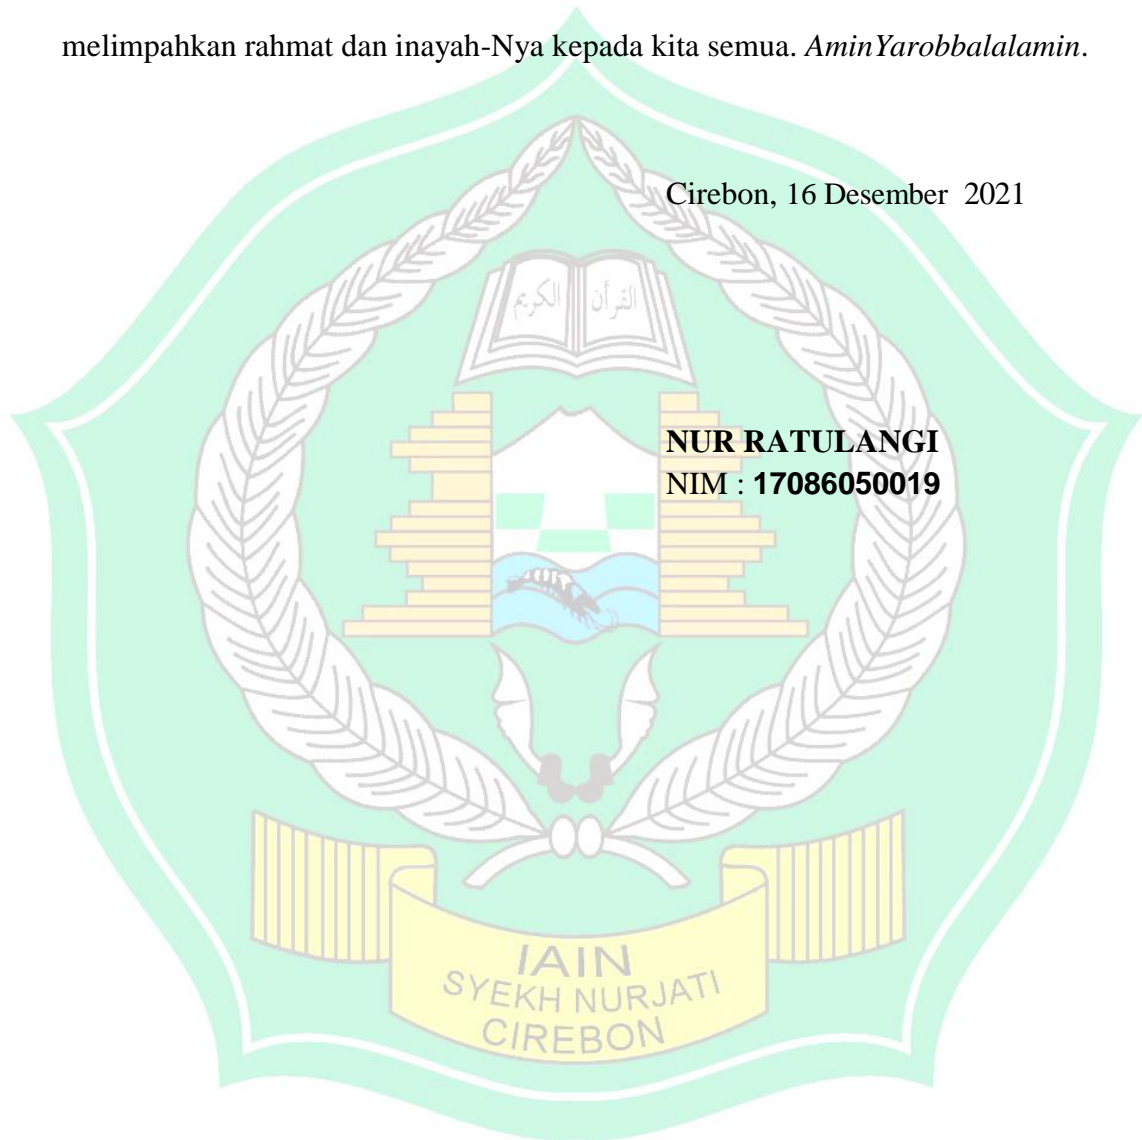 melimpahkan rahmat dan inayah-Nya kepada kita semua. AminYarobbalalamin.
Cirebon, 16 Desember 2021
القرآن الكريم
NUR RATULANGI
NIM : 17086050019
IAIN
SYEKH NURJATI
CIREBON